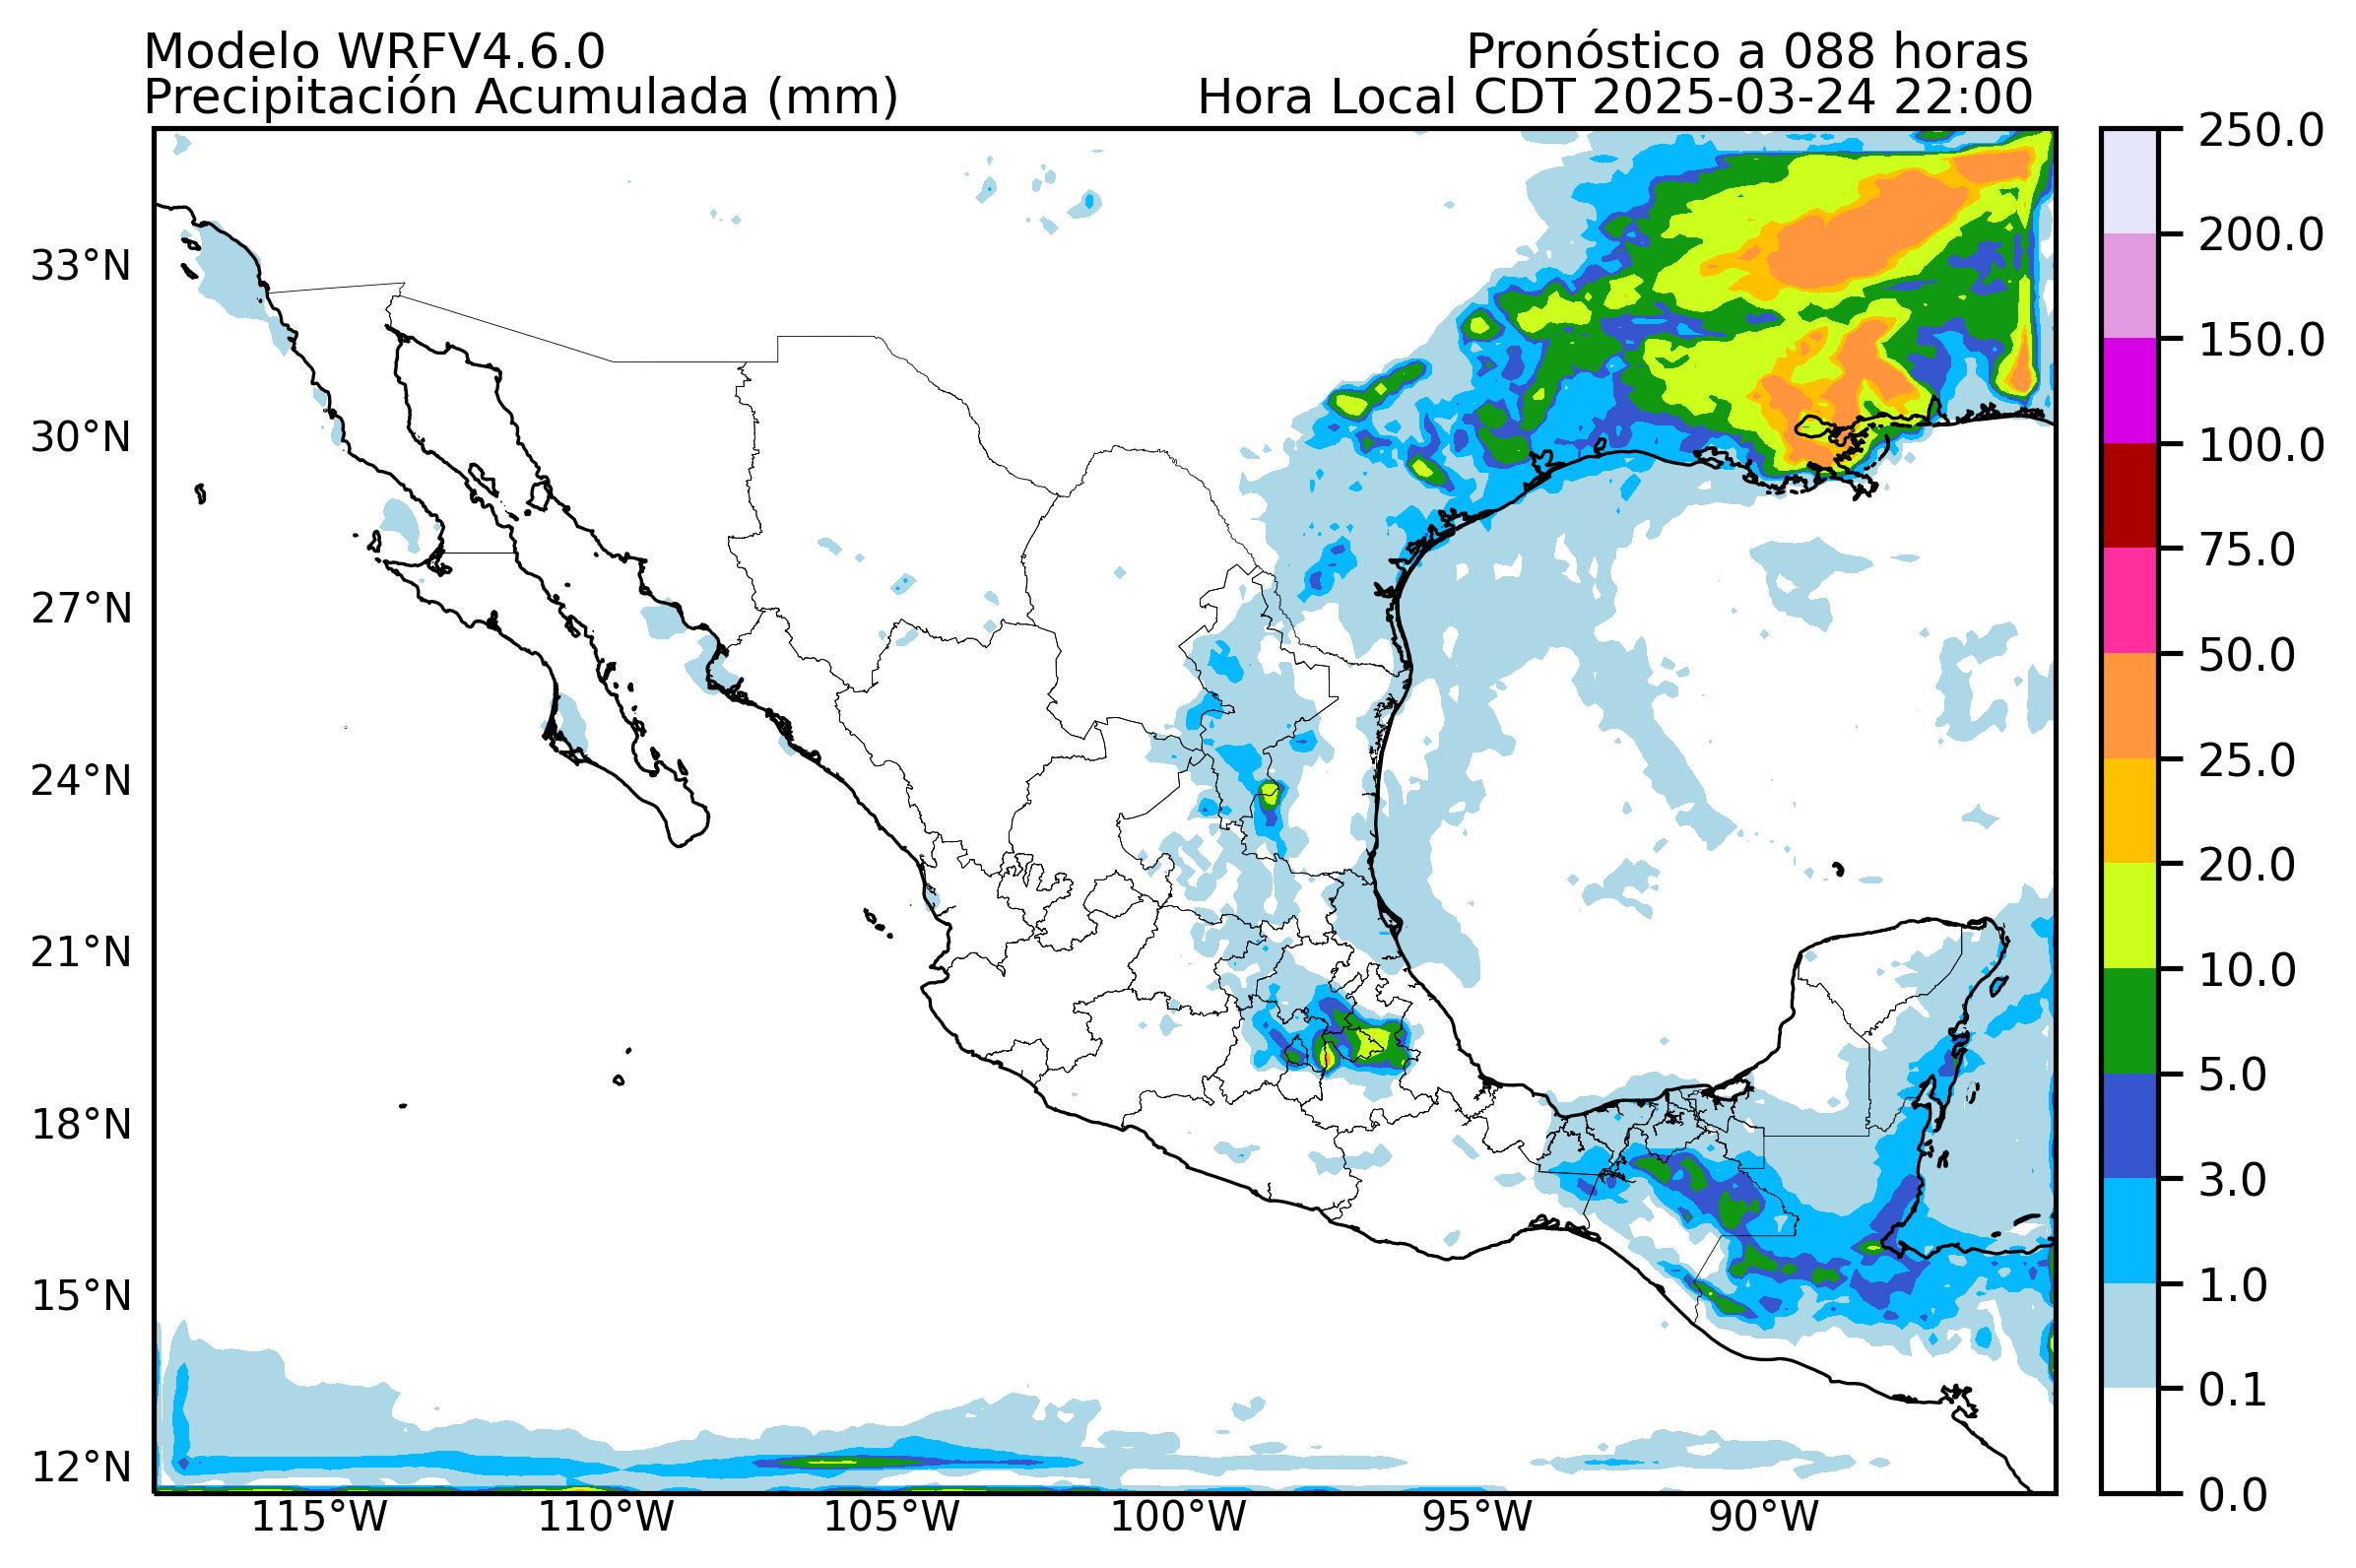 Modelo WRFV4.6.0
Pronóstico a 088 horas
Precipitación Acumulada (mm)
Hora Local CDT 2025-03-24 22:00
33°N
30°N
27°N
24°N
21°N
18°N
15°N
12°N
115°W
110°W
105°W
100°W
95°W
90°W
250.0
200.0
150.0
100.0
75.0
50.0
25.0
20.0
10.0
5.0
3.0
1.0
0.1
0.0